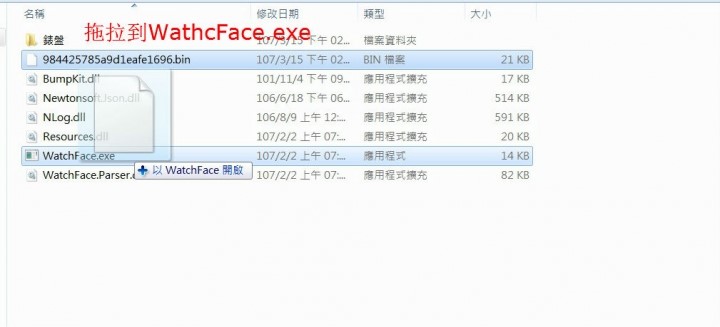 拖拉到WathcFace.exe
名稱 修改日期 類型 大小
錶盤 107/3/15 下午 02... 檔案資料夾
984425785a9d1eafe1696.bin 107/3/15 下午 02... BIN 檔案 21 KB
BumpKit.dll 101/11/4 下午 09... 應用程式擴充 17 KB
Newtonsoft.Json.dll 106/6/18 下午 06... 應用程式擴充 514 KB
NLog.dll 106/8/9 上午 12:... 應用程式擴充 591 KB
Resources.dll 107/2/2 上午 07:... 應用程式擴充 20 KB
WatchFace.exe 107/2/2 上午 07:... 應用程式 14 KB
以 WatchFace 開啟
WatchFace.Parser. 107/2/2 上午 07:... 應用程式擴充 82 KB